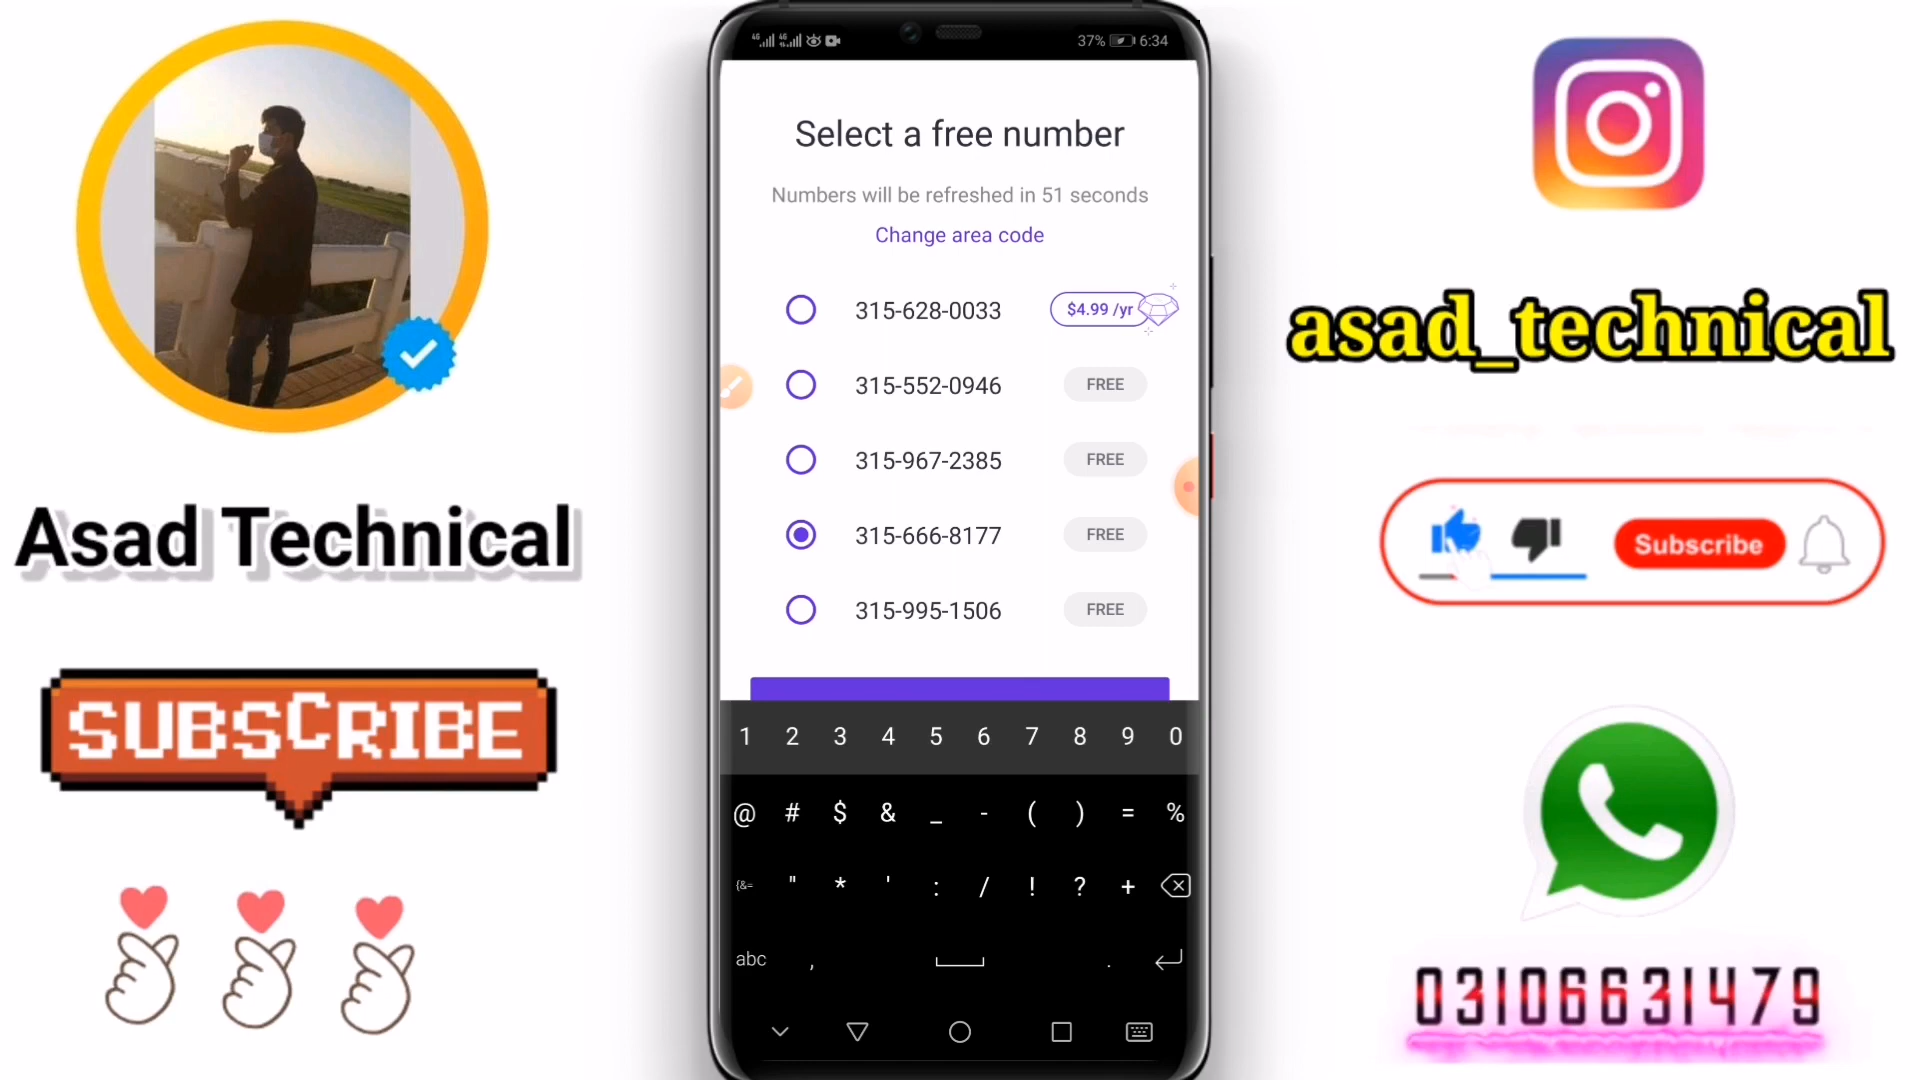 37% 6:34
Select a free number
Numbers will be refreshed in 51 seconds
Change area code
315-628-0033 $4.99 /yr
315-552-0946 FREE
315-967-2385 FREE
315-666-8177 FREE
315-995-1506 FREE
1 2 3 4 5 6 7 8 9 0
@ # $ & _ - ( ) = %
{&= " * ' : / ! ? +
abc , .
Asad Technical
SUBSCRIBE
asad_technical
Subscribe
03106631479